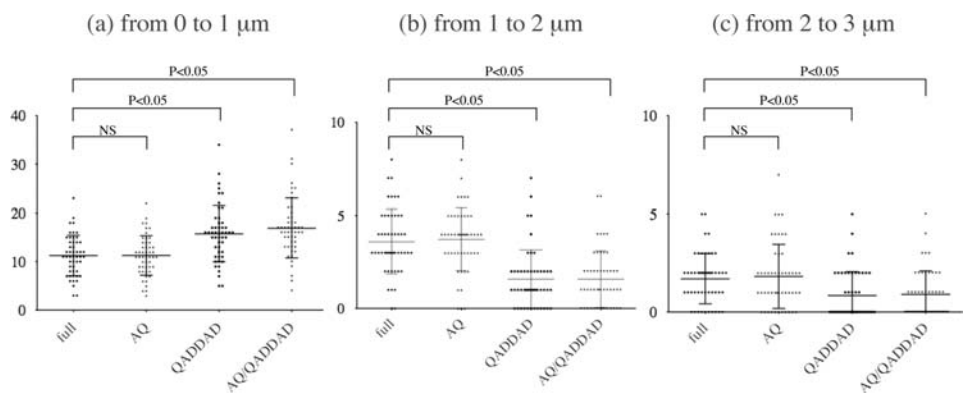 (a) from 0 to 1 μm
(b) from 1 to 2 μm
(c) from 2 to 3 μm
P<0.05
P<0.05
NS
40
30
20
10
0
full
AQ
QADDAD
AQ/QADDAD
P<0.05
P<0.05
NS
10
5
0
full
AQ
QADDAD
AQ/QADDAD
P<0.05
P<0.05
NS
10
5
0
full
AQ
QADDAD
AQ/QADDAD